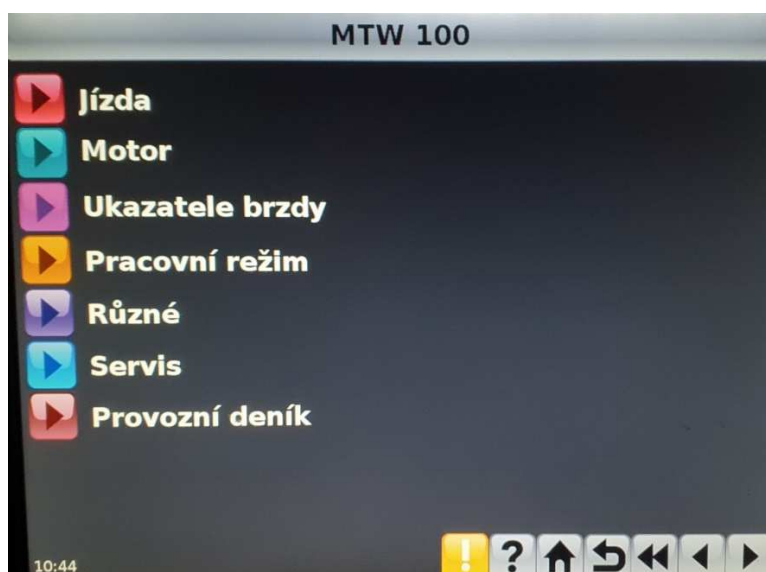 MTW 100
Jízda
Motor
Ukazatele brzdy
Pracovní režim
Různé
Servis
Provozní deník
10:44
! ?